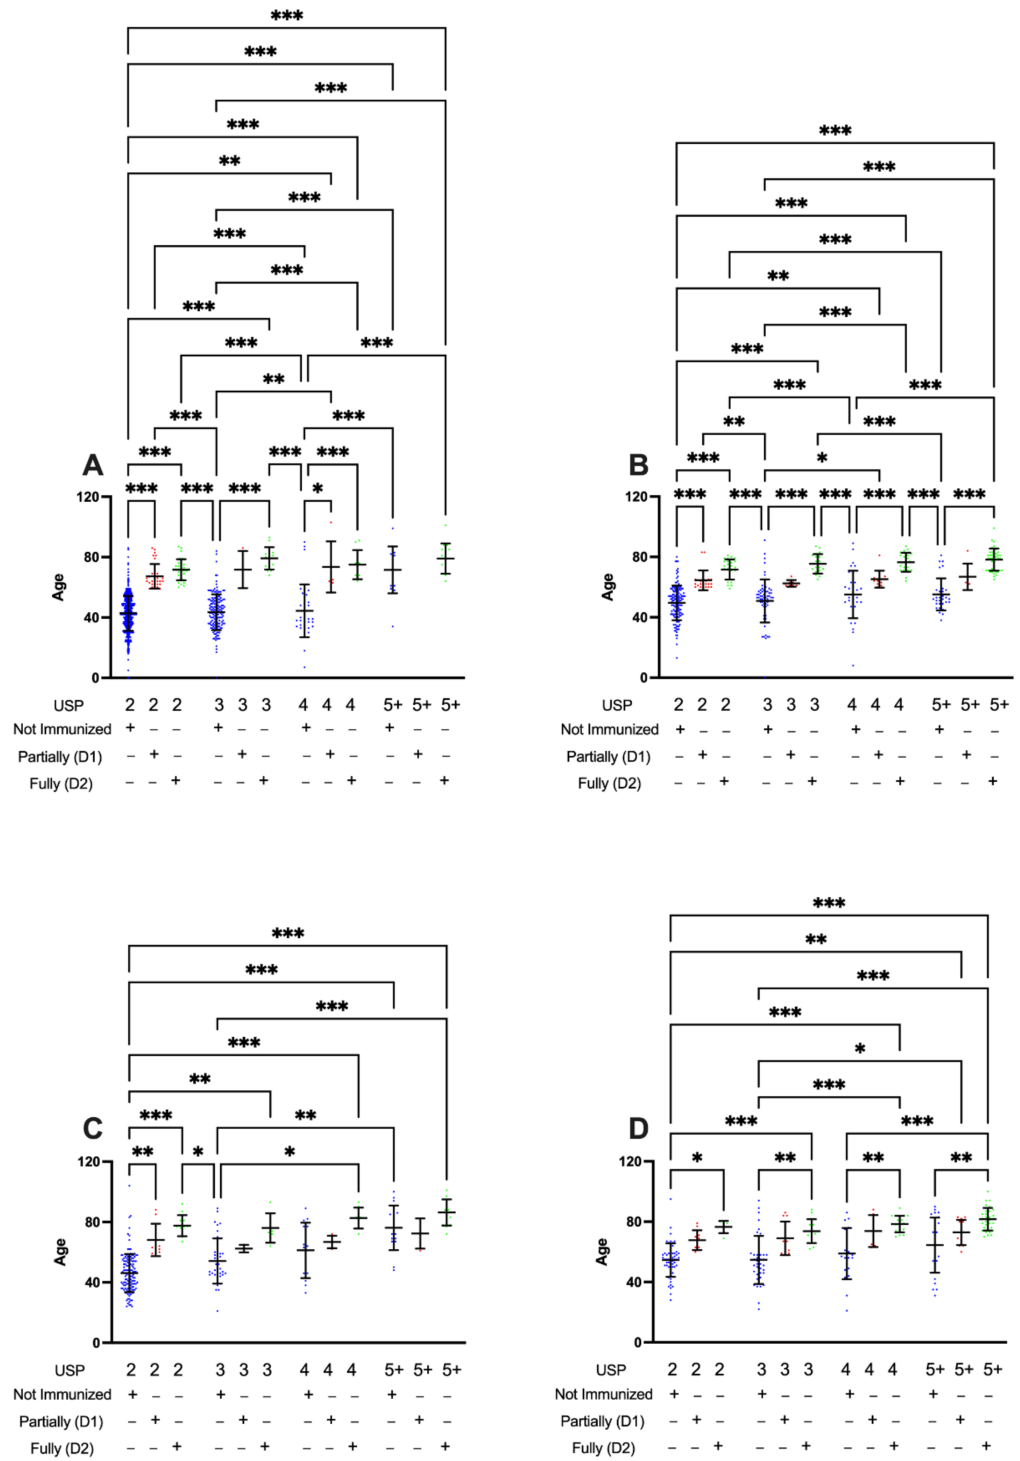 ***
***
***
***
***
**
***
***
***
***
***
***
**
***
***
***
***
***
***
*** *** *** *
A
120
80
40
0
Age
USP 2 2 2 3 3 3 4 4 4 5+ 5+ 5+
Not Immunized + + + +
Partially (D1) – + – – + – – + – – + –
Fully (D2) – – + – – + – – + – – +
***
***
***
***
**
***
***
*** ***
** ***
*** *
*** *** *** *** *** *** ***
B
120
80
40
0
Age
USP 2 2 2 3 3 3 4 4 4 5+ 5+ 5+
Not Immunized + + + +
Partially (D1) – + – – + – – + – – + –
Fully (D2) – – + – – + – – + – – +
***
***
***
***
**
*** **
** * *
C
120
80
40
0
Age
USP 2 2 2 3 3 3 4 4 4 5+ 5+ 5+
Not Immunized + + + +
Partially (D1) – + – – + – – + – – + –
Fully (D2) – – + – – + – – + – – +
***
**
***
***
*
***
*** ***
* ** ** **
D
120
80
40
0
Age
USP 2 2 2 3 3 3 4 4 4 5+ 5+ 5+
Not Immunized + + + +
Partially (D1) – + – – + – – + – – + –
Fully (D2) – – + – – + – – + – – +